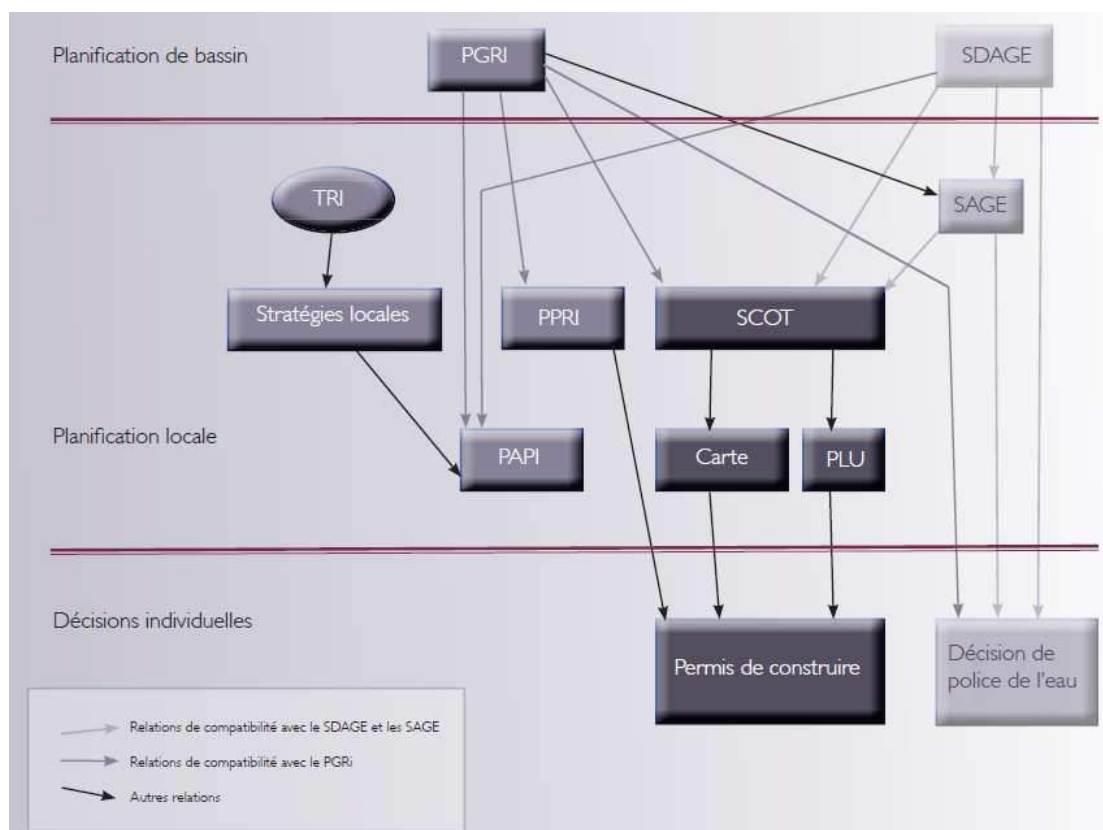 Planification de bassin
PGRI
SDAGE
TRI
SAGE
Stratégies locales
PPRI
SCOT
Planification locale
PAPI
Carte
PLU
Décisions individuelles
Permis de construire
Décision de
police de l'eau
Relations de compatibilité avec le SDAGE et les SAGE
Relations de compatibilité avec le PGRi
Autres relations